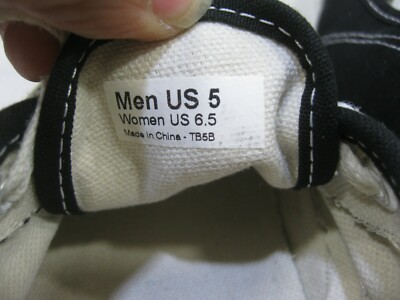 Men US 5
Women US 6.5
Made in China - TB5B